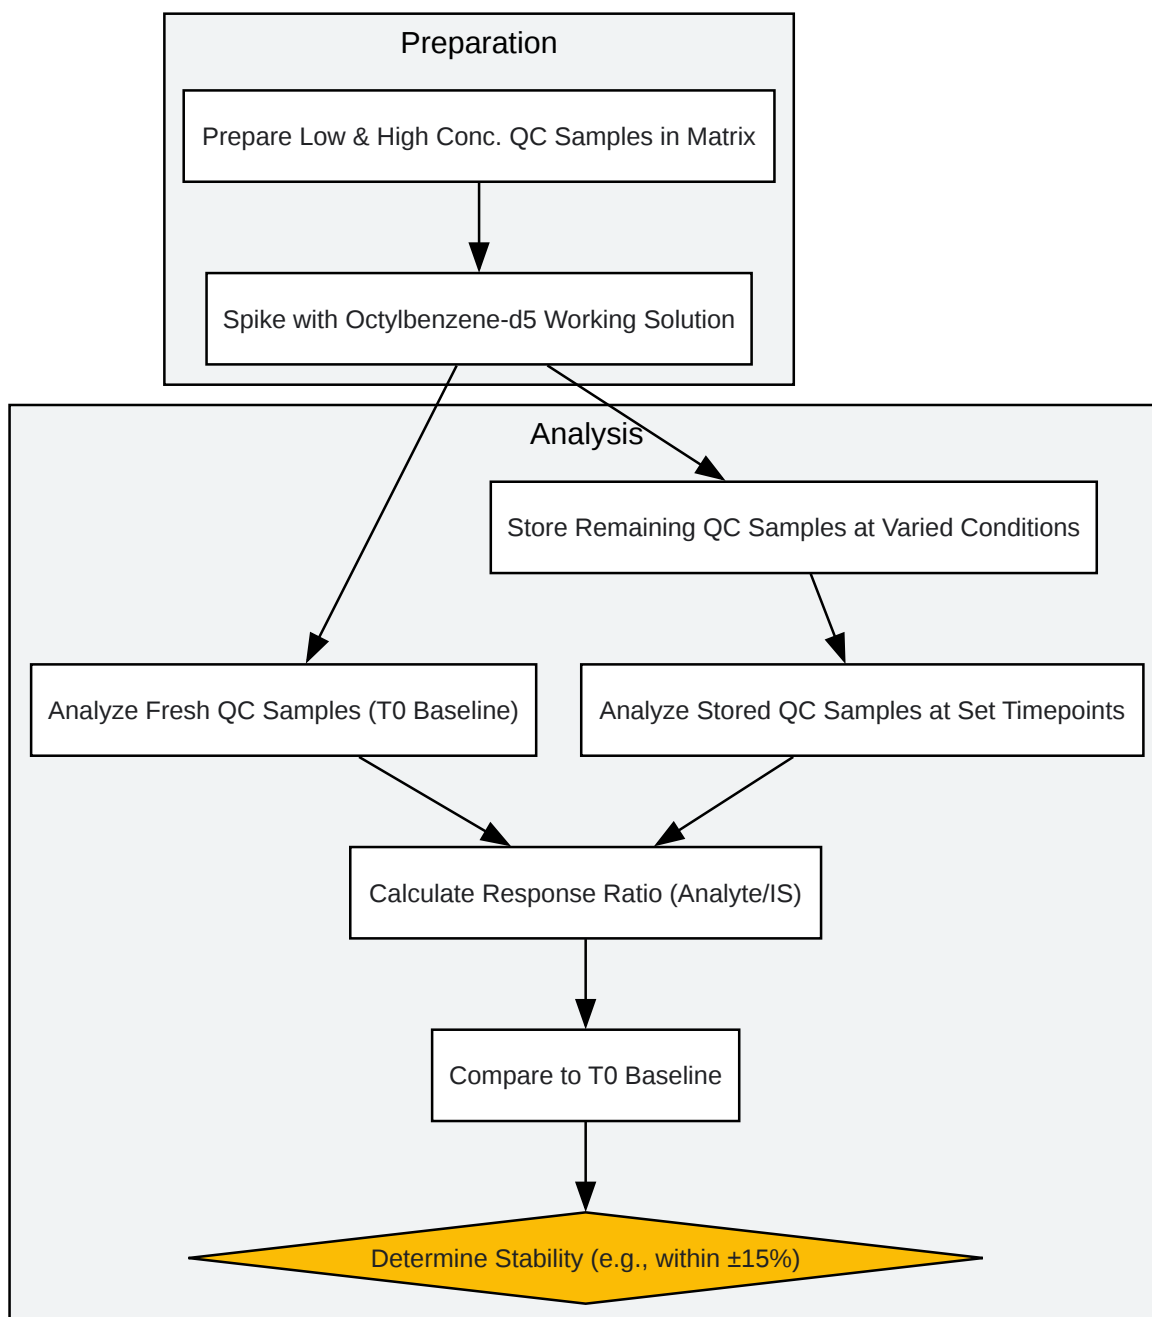 Preparation
Prepare Low & High Conc. QC Samples in Matrix
Spike with Octylbenzene-d5 Working Solution
Analysis
Store Remaining QC Samples at Varied Conditions
Analyze Fresh QC Samples (T0 Baseline)
Analyze Stored QC Samples at Set Timepoints
Calculate Response Ratio (Analyte/IS)
Compare to T0 Baseline
Determine Stability (e.g., within ±15%)